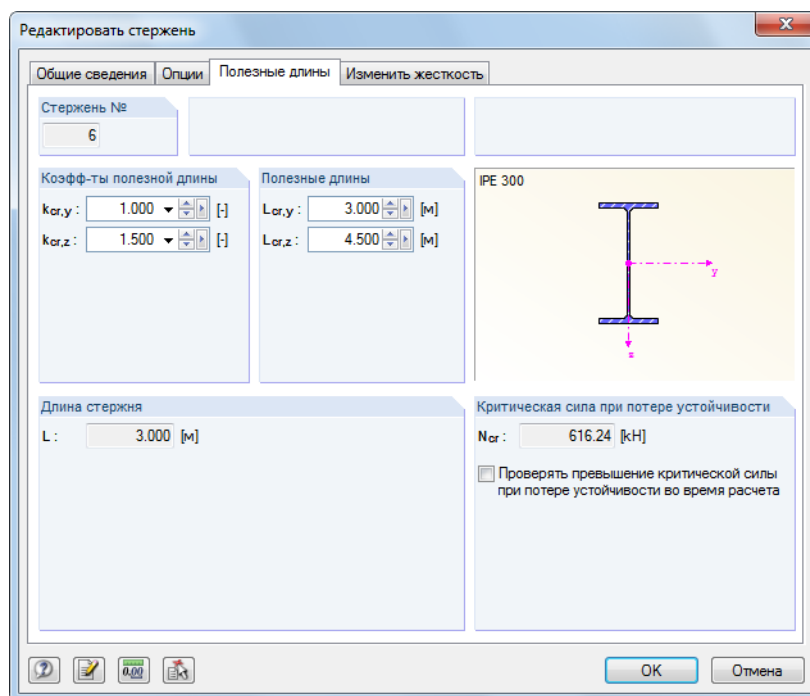 Редактировать стержень
Общие сведения Опции Полезные длины Изменить жесткость
Стержень №
6
Коэфф-ты полезной длины Полезные длины IPE 300
kcr,y : 1.000 [-] Lcr,y : 3.000 [м]
kcr,z : 1.500 [-] Lcr,z : 4.500 [м]
y
z
Длина стержня Критическая сила при потере устойчивости
L : 3.000 [м] Ncr : 616.24 [kH]
Проверять превышение критической силы
при потере устойчивости во время расчета
0.00 OK Отмена